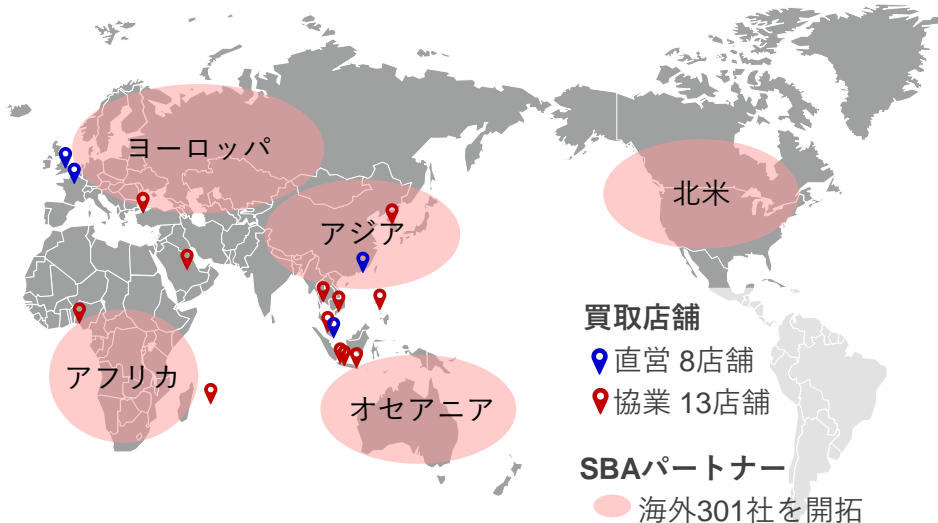 ヨーロッパ
北米
アジア
アフリカ
オセアニア
買取店舗
直営 8店舗
協業 13店舗
SBAパートナー
海外301社を開拓